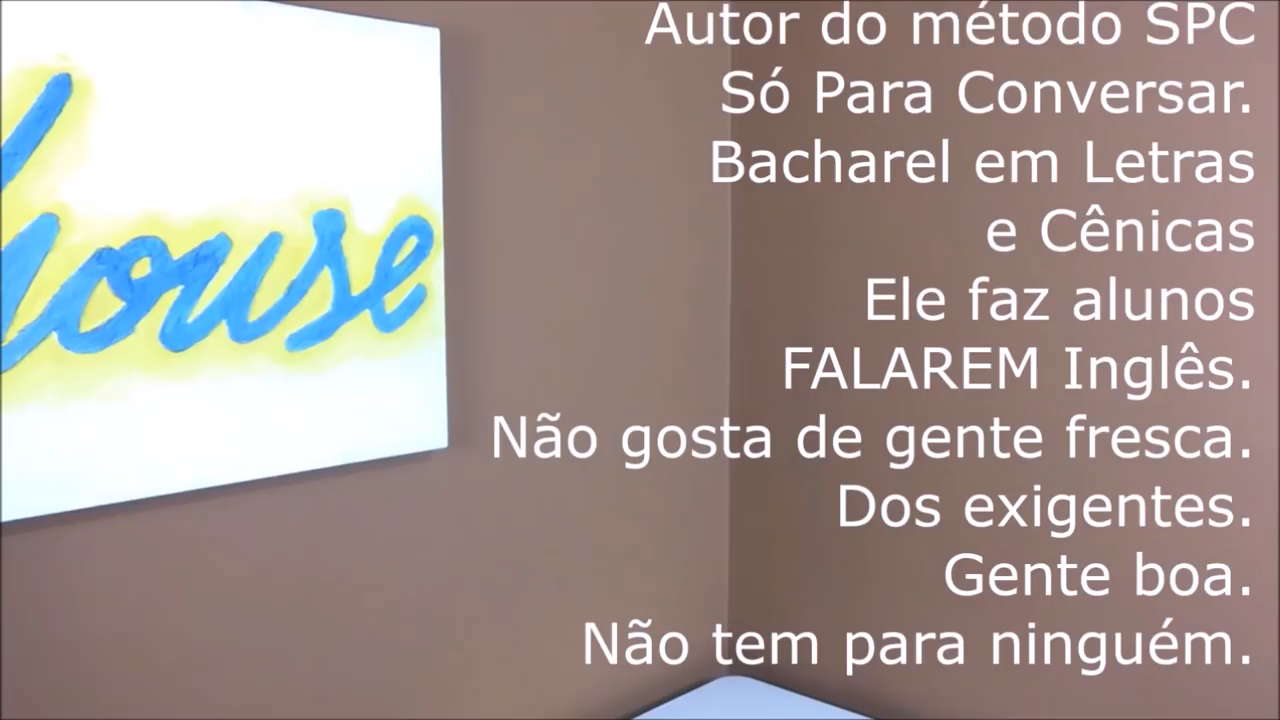 house
Autor do método SPC
Só Para Conversar.
Bacharel em Letras
e Cênicas
Ele faz alunos
FALAREM Inglês.
Não gosta de gente fresca.
Dos exigentes.
Gente boa.
Não tem para ninguém.